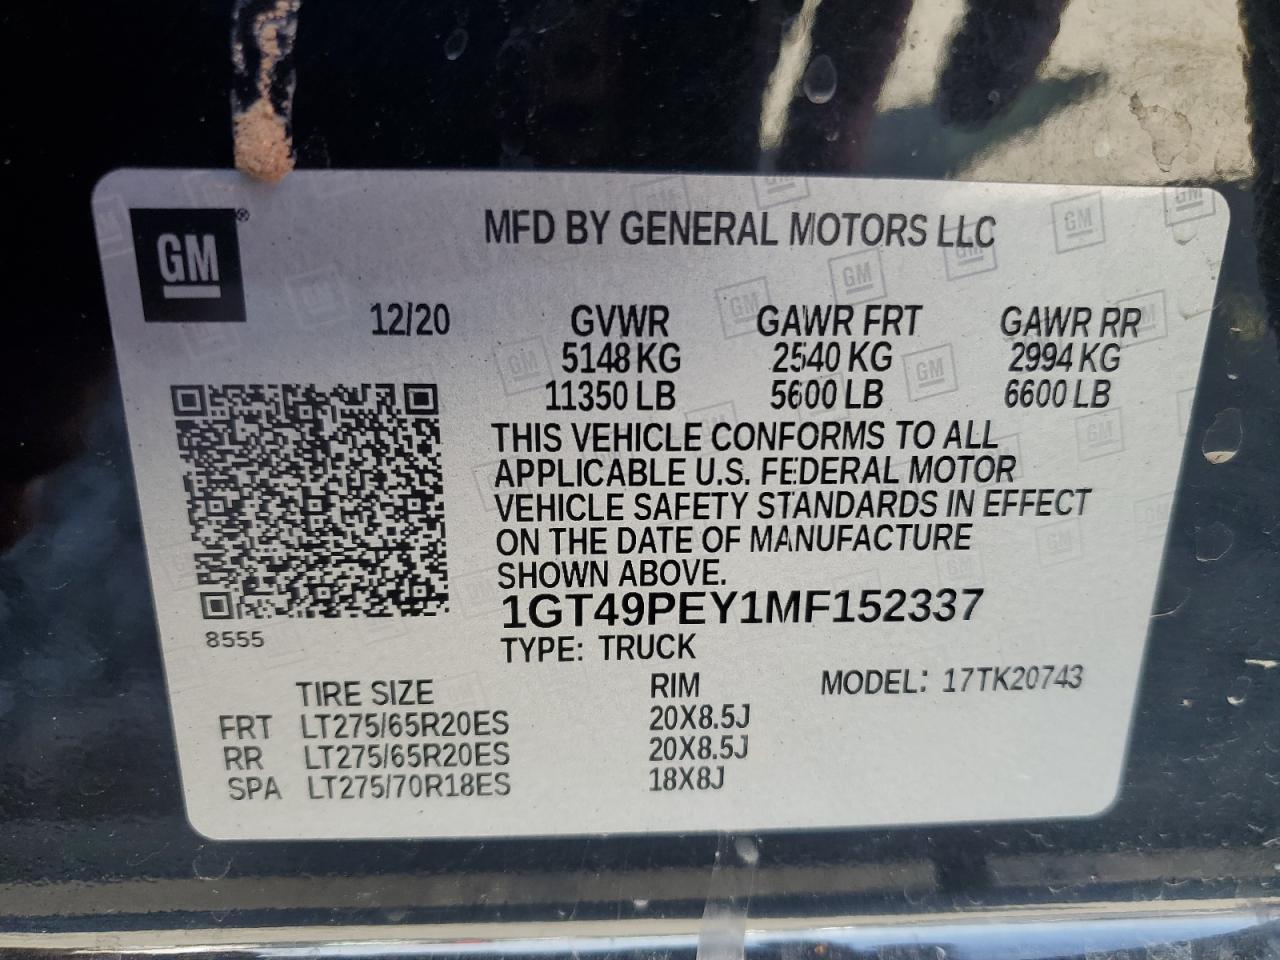 GM®
MFD BY GENERAL MOTORS LLC
12/20 GVWR GAWR FRT GAWR RR
5148 KG 2540 KG 2994 KG
11350 LB 5600 LB 6600 LB
THIS VEHICLE CONFORMS TO ALL
APPLICABLE U.S. FEDERAL MOTOR
VEHICLE SAFETY STANDARDS IN EFFECT
ON THE DATE OF MANUFACTURE
SHOWN ABOVE.
1GT49PEY1MF152337
8555
TYPE: TRUCK
TIRE SIZE RIM MODEL: 17TK20743
FRT LT275/65R20ES 20X8.5J
RR LT275/65R20ES 20X8.5J
SPA LT275/70R18ES 18X8J